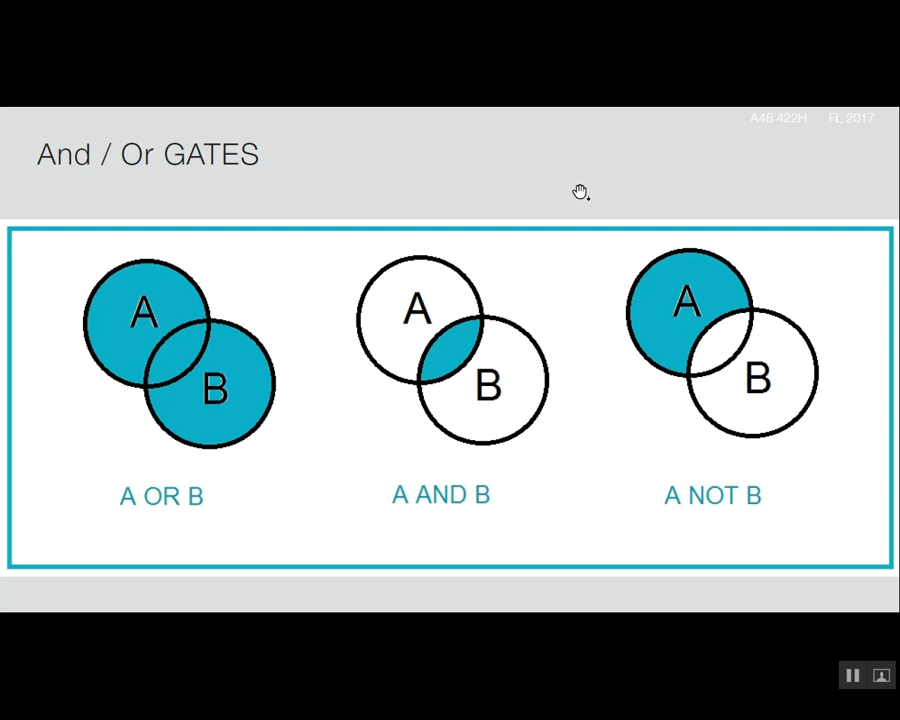 A46 422H FL 2017
And / Or GATES
A
B
A
B
A
B
A OR B
A AND B
A NOT B